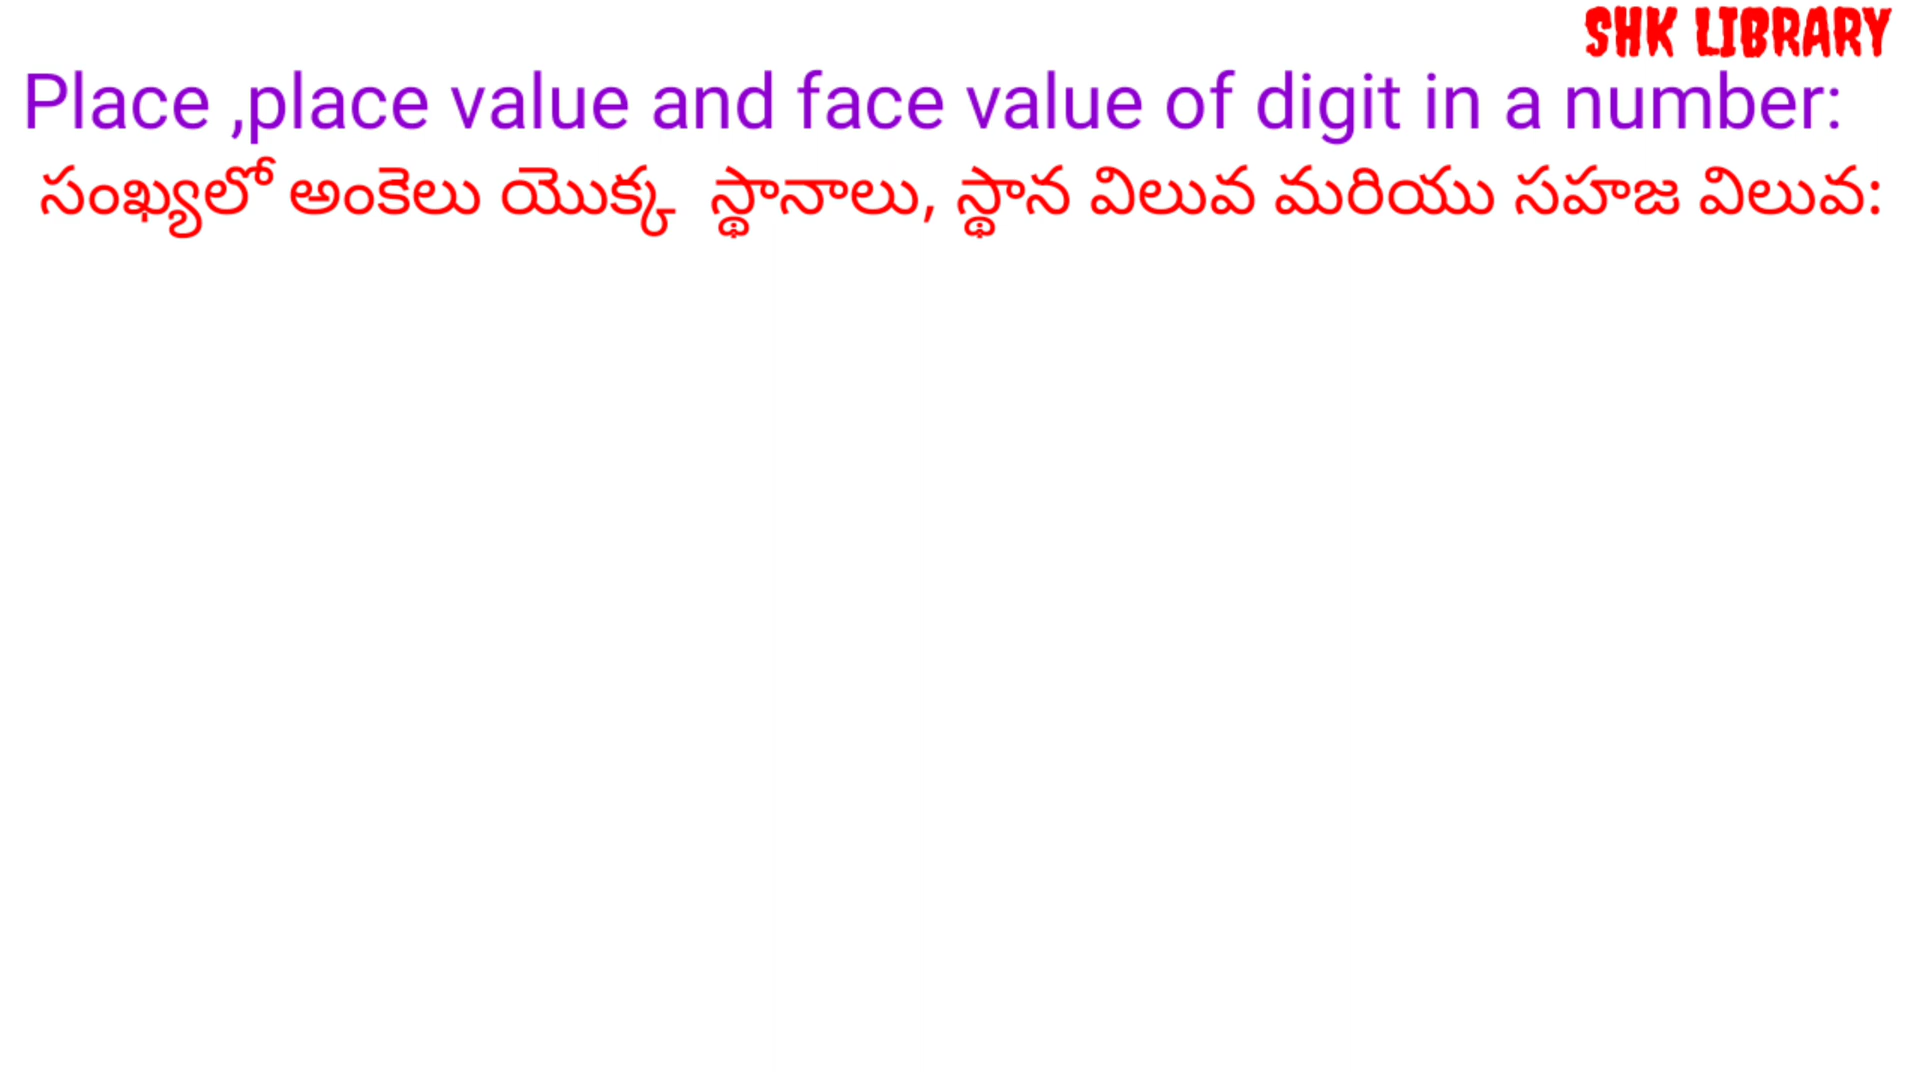 SHK LIBRARY
Place ,place value and face value of digit in a number:
సంఖ్యలో అంకెలు యొక్క స్థానాలు, స్థాన విలువ మరియు సహజ విలువ: